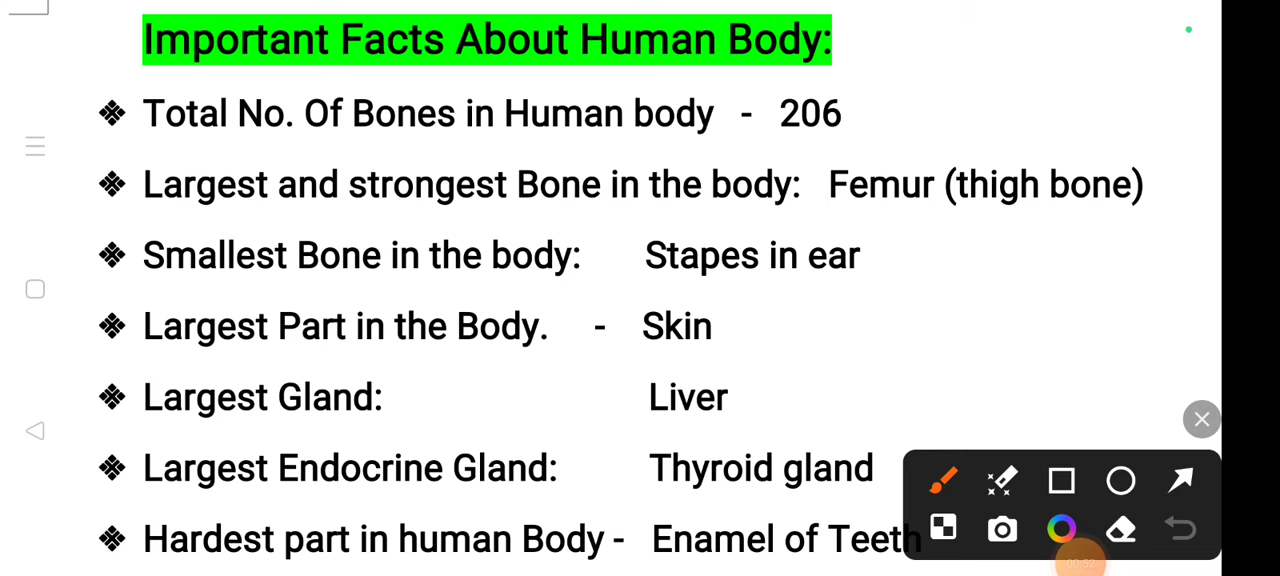 Important Facts About Human Body:
❖ Total No. Of Bones in Human body - 206
❖ Largest and strongest Bone in the body: Femur (thigh bone)
❖ Smallest Bone in the body: Stapes in ear
❖ Largest Part in the Body. - Skin
❖ Largest Gland: Liver
❖ Largest Endocrine Gland: Thyroid gland
❖ Hardest part in human Body - Enamel of Teeth
00:52